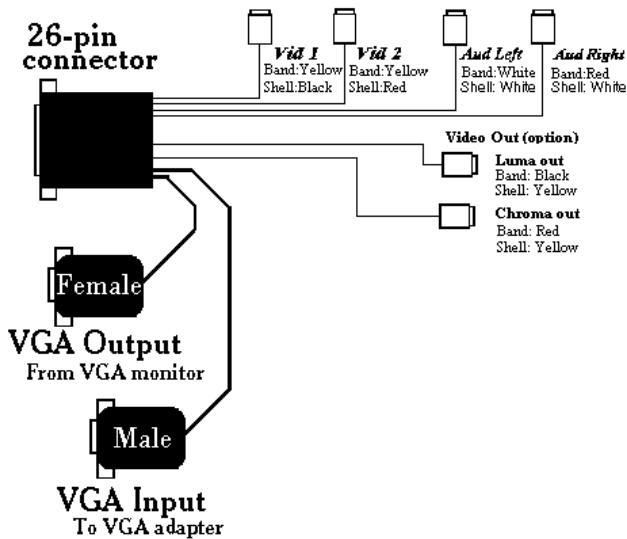 26-pin
connector
Vid 1
Band:Yellow
Shell:Black
Vid 2
Band:Yellow
Shell:Red
Aud Left
Band:White
Shell: White
Aud Right
Band:Red
Shell: White
Video Out (option)
Luma out
Band: Black
Shell: Yellow
Chroma out
Band: Red
Shell: Yellow
Female
VGA Output
From VGA monitor
Male
VGA Input
To VGA adapter